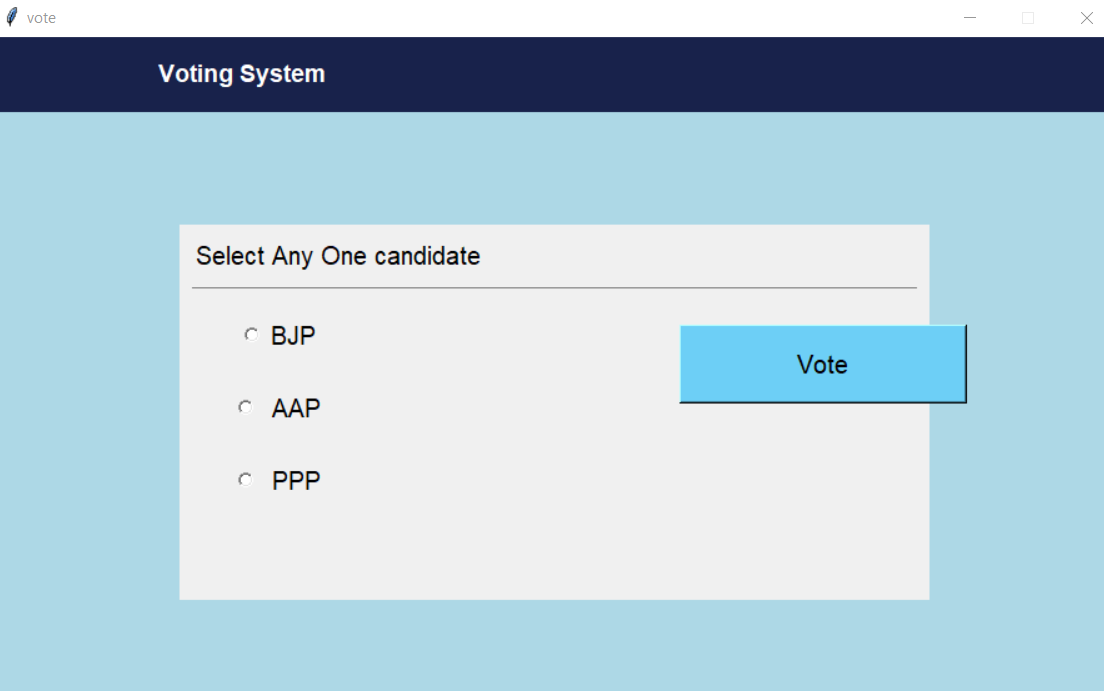 vote
Voting System
Select Any One candidate
BJP
Vote
AAP
PPP